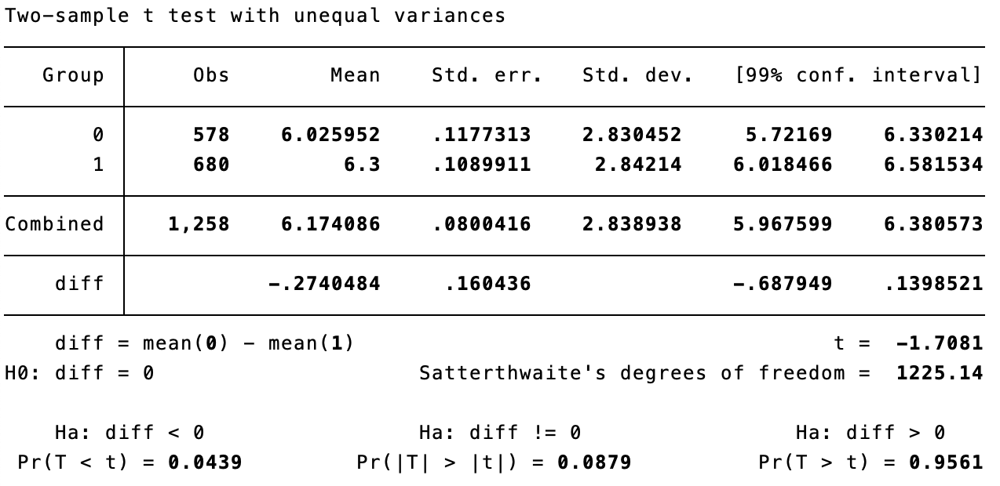 Two-sample t test with unequal variances
Group Obs Mean Std. err. Std. dev. [99% conf. interval]
0 578 6.025952 .1177313 2.830452 5.72169 6.330214
1 680 6.3 .1089911 2.84214 6.018466 6.581534
Combined 1,258 6.174086 .0800416 2.838938 5.967599 6.380573
diff -.2740484 .160436 -.687949 .1398521
diff = mean(0) - mean(1) t = -1.7081
H0: diff = 0 Satterthwaite's degrees of freedom = 1225.14
Ha: diff < 0 Ha: diff != 0 Ha: diff > 0
Pr(T < t) = 0.0439 Pr(|T| > |t|) = 0.0879 Pr(T > t) = 0.9561